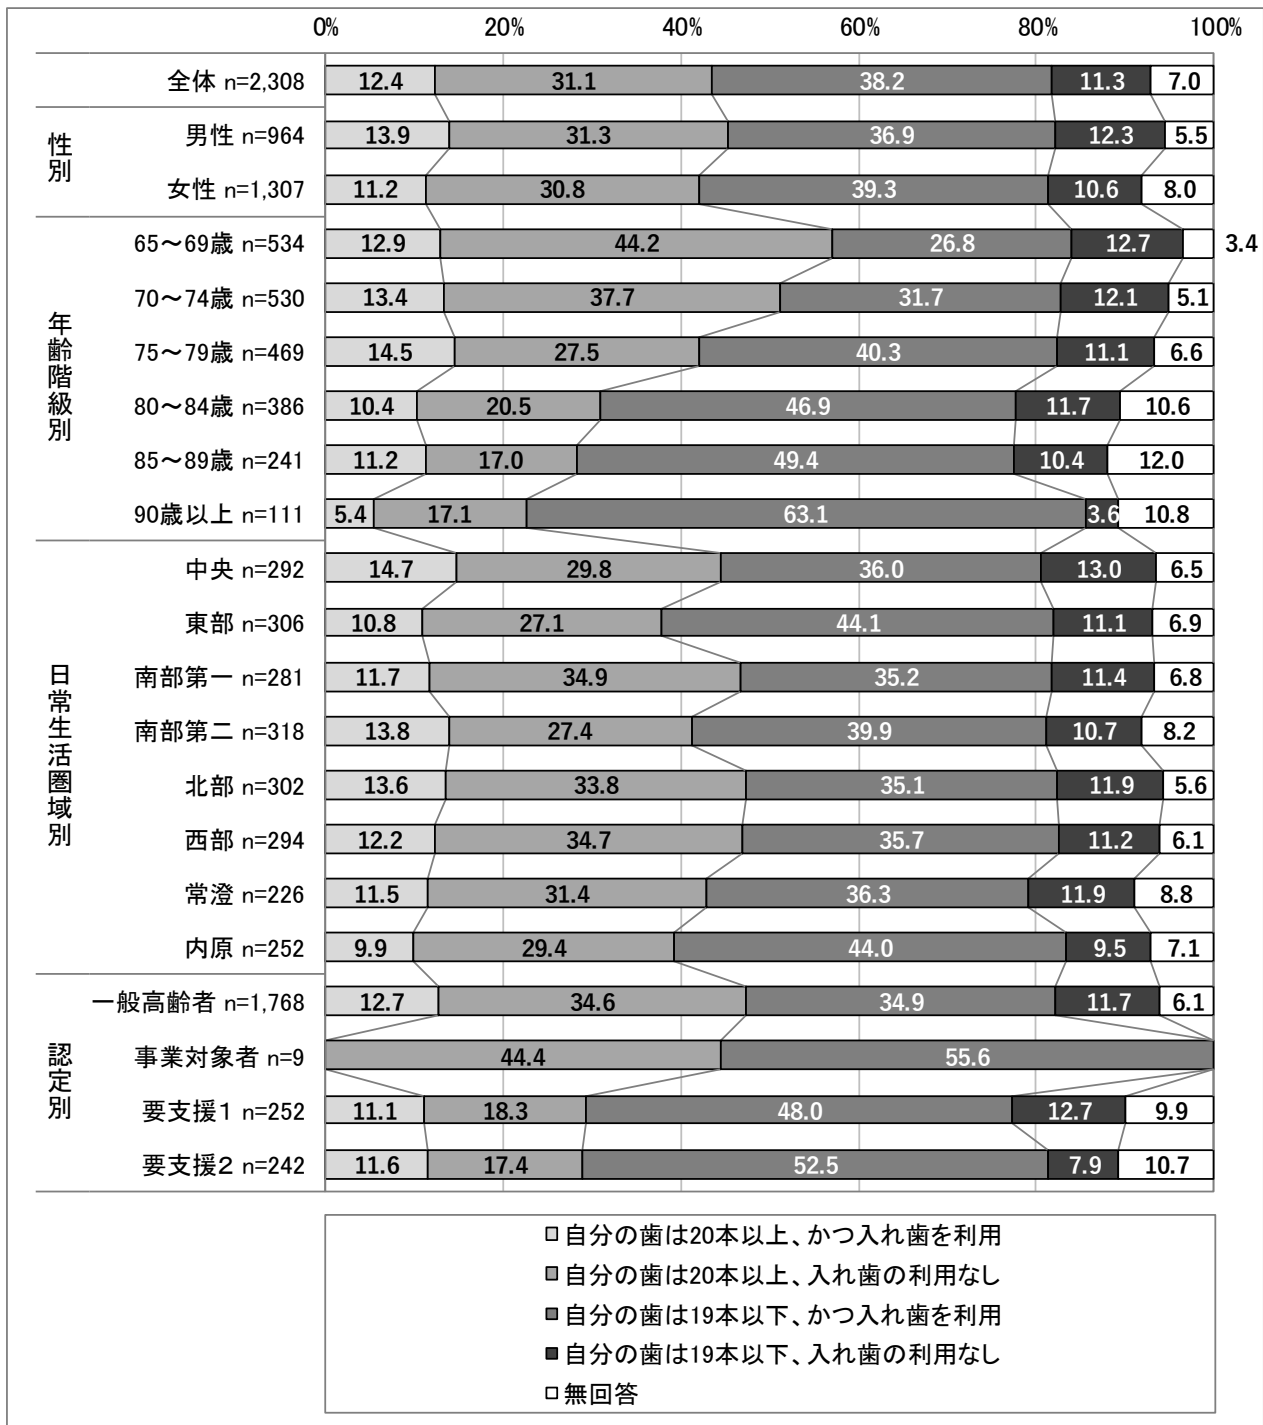 0% 20% 40% 60% 80% 100%
全体 n=2,308 12.4 31.1 38.2 11.3 7.0
性別
男性 n=964 13.9 31.3 36.9 12.3 5.5
女性 n=1,307 11.2 30.8 39.3 10.6 8.0
年齢階級別
65～69歳 n=534 12.9 44.2 26.8 12.7 3.4
70～74歳 n=530 13.4 37.7 31.7 12.1 5.1
75～79歳 n=469 14.5 27.5 40.3 11.1 6.6
80～84歳 n=386 10.4 20.5 46.9 11.7 10.6
85～89歳 n=241 11.2 17.0 49.4 10.4 12.0
90歳以上 n=111 5.4 17.1 63.1 3.6 10.8
日常生活圏域別
中央 n=292 14.7 29.8 36.0 13.0 6.5
東部 n=306 10.8 27.1 44.1 11.1 6.9
南部第一 n=281 11.7 34.9 35.2 11.4 6.8
南部第二 n=318 13.8 27.4 39.9 10.7 8.2
北部 n=302 13.6 33.8 35.1 11.9 5.6
西部 n=294 12.2 34.7 35.7 11.2 6.1
常澄 n=226 11.5 31.4 36.3 11.9 8.8
内原 n=252 9.9 29.4 44.0 9.5 7.1
認定別
一般高齢者 n=1,768 12.7 34.6 34.9 11.7 6.1
事業対象者 n=9 44.4 55.6
要支援1 n=252 11.1 18.3 48.0 12.7 9.9
要支援2 n=242 11.6 17.4 52.5 7.9 10.7
自分の歯は20本以上、かつ入れ歯を利用
自分の歯は20本以上、入れ歯の利用なし
自分の歯は19本以下、かつ入れ歯を利用
自分の歯は19本以下、入れ歯の利用なし
無回答